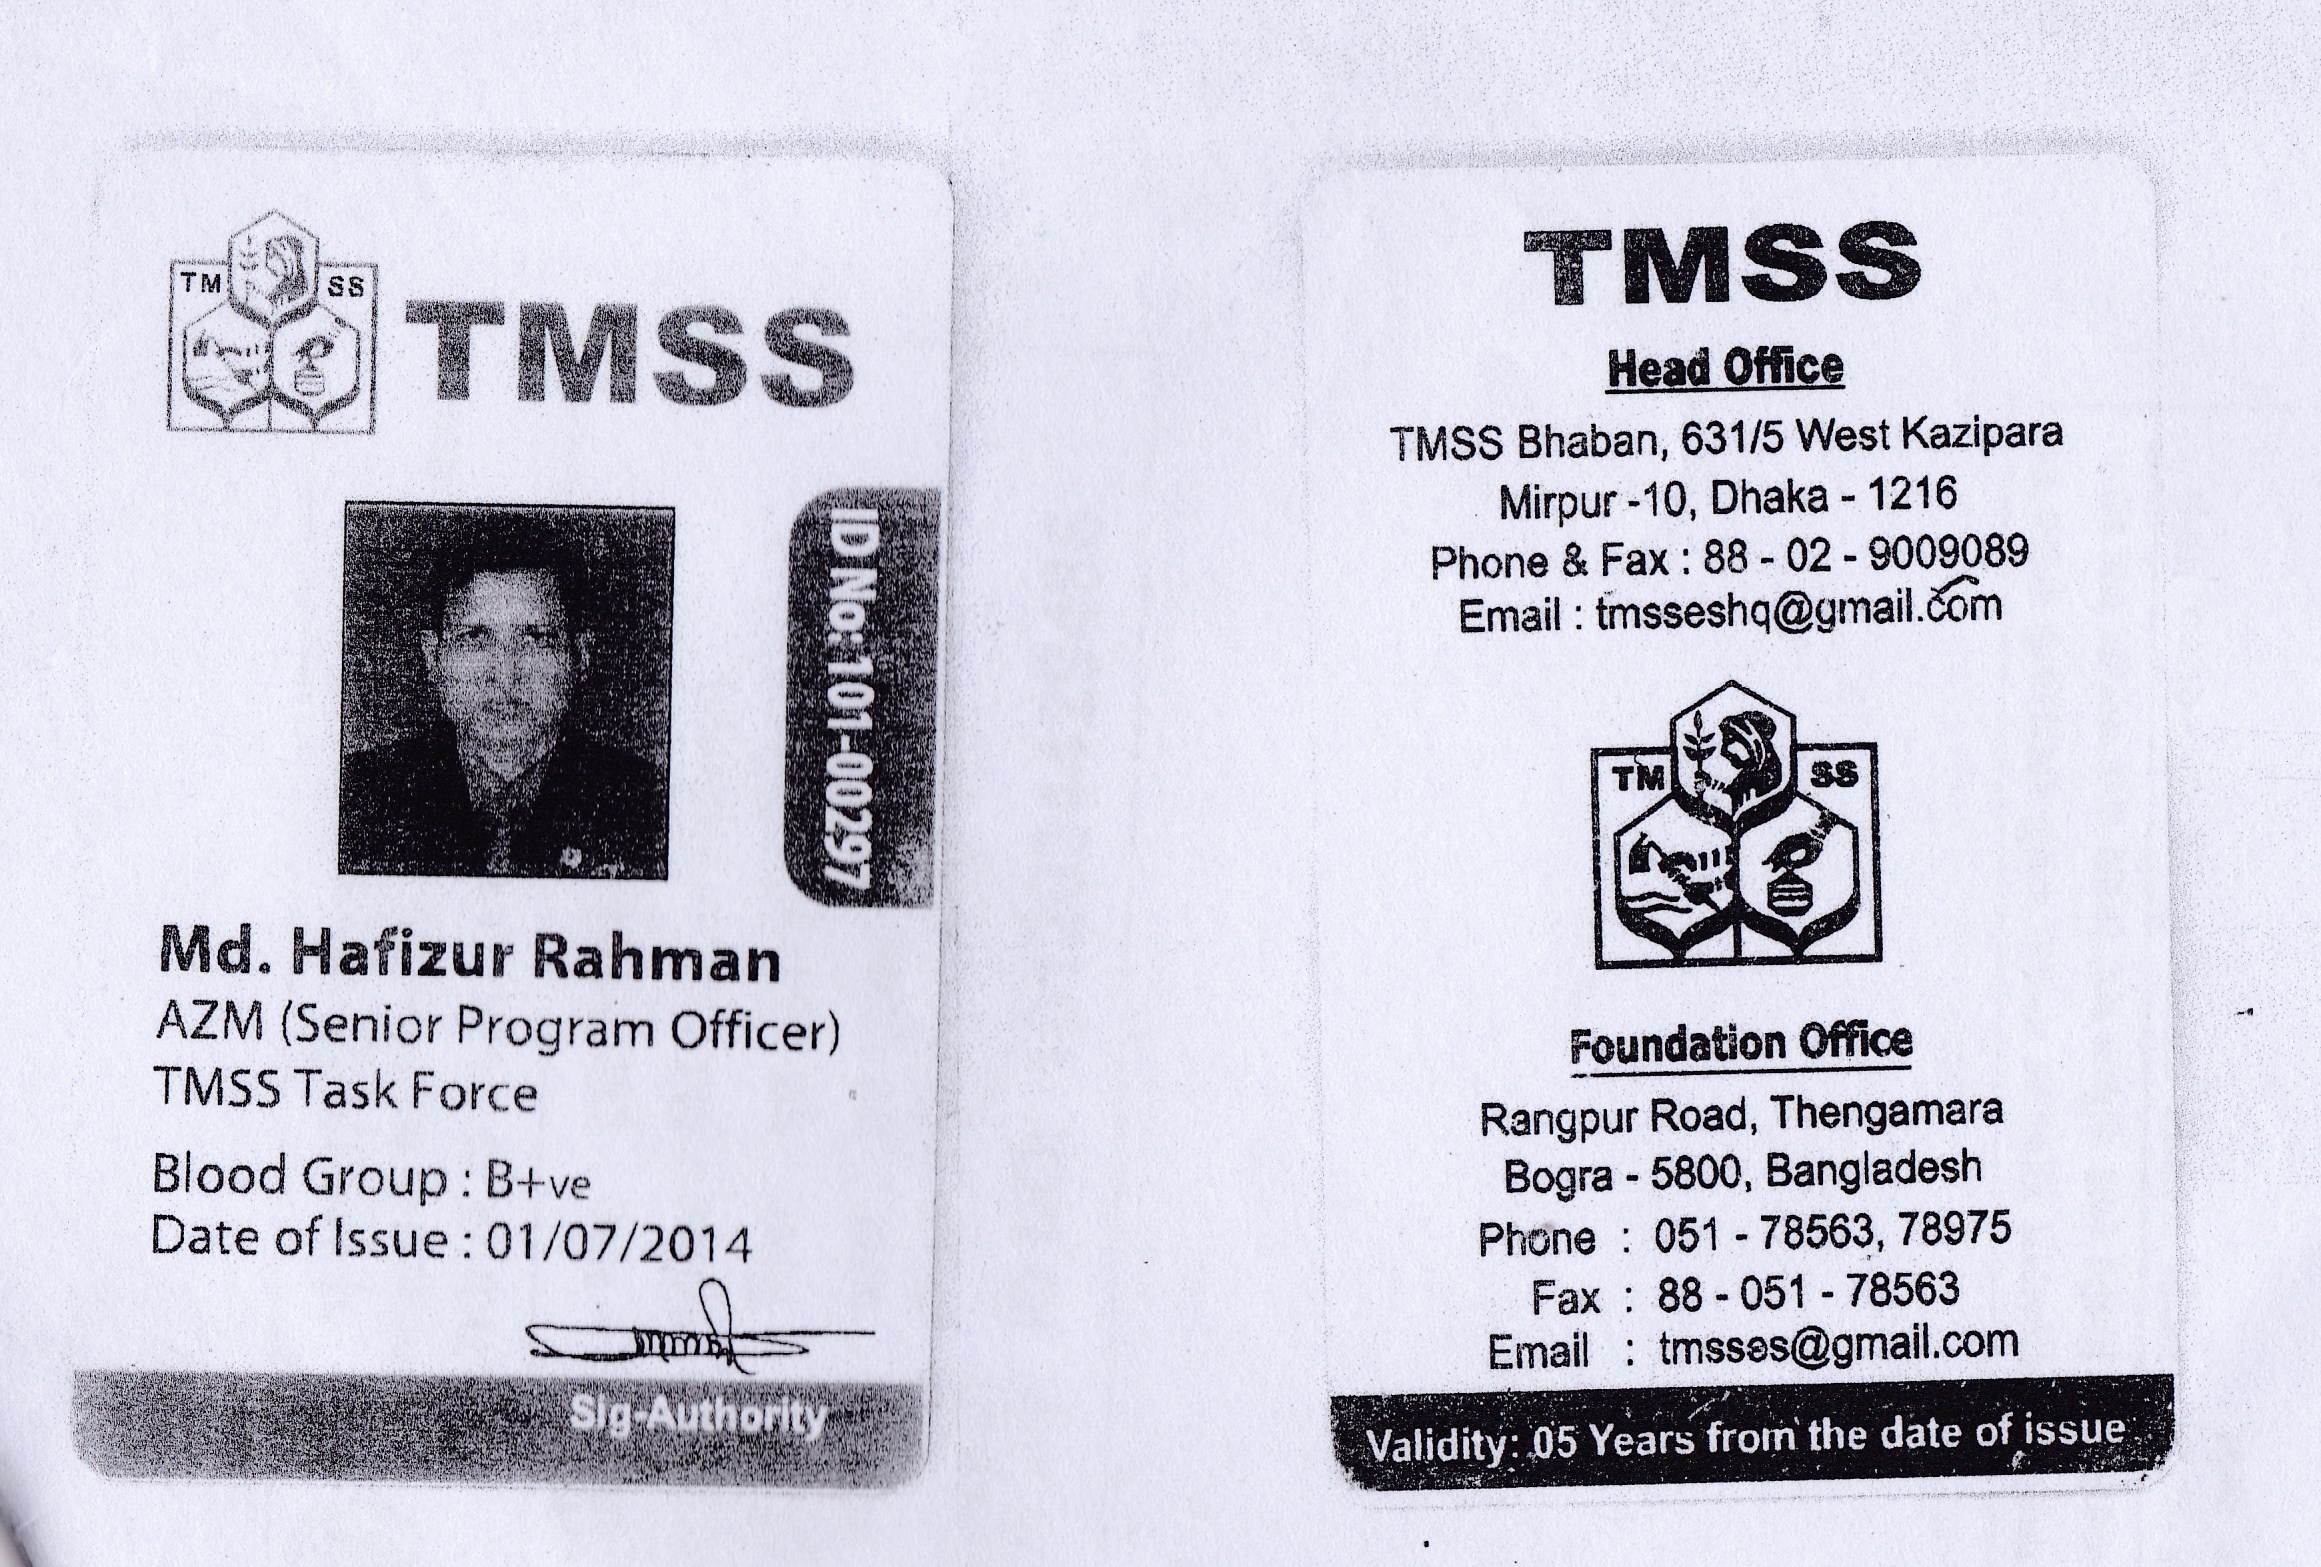 TM SS
TMSS
ID No: 101-00297
Md. Hafizur Rahman
AZM (Senior Program Officer)
TMSS Task Force
Blood Group : B+ve
Date of Issue : 01/07/2014
Sig-Authority
TMSS
Head Office
TMSS Bhaban, 631/5 West Kazipara
Mirpur -10, Dhaka - 1216
Phone & Fax : 88 - 02 - 9009089
Email : tmsseshq@gmail.com
TM SS
Foundation Office
Rangpur Road, Thengamara
Bogra - 5800, Bangladesh
Phone : 051 - 78563, 78975
Fax : 88 - 051 - 78563
Email : tmsses@gmail.com
Validity: 05 Years from the date of issue